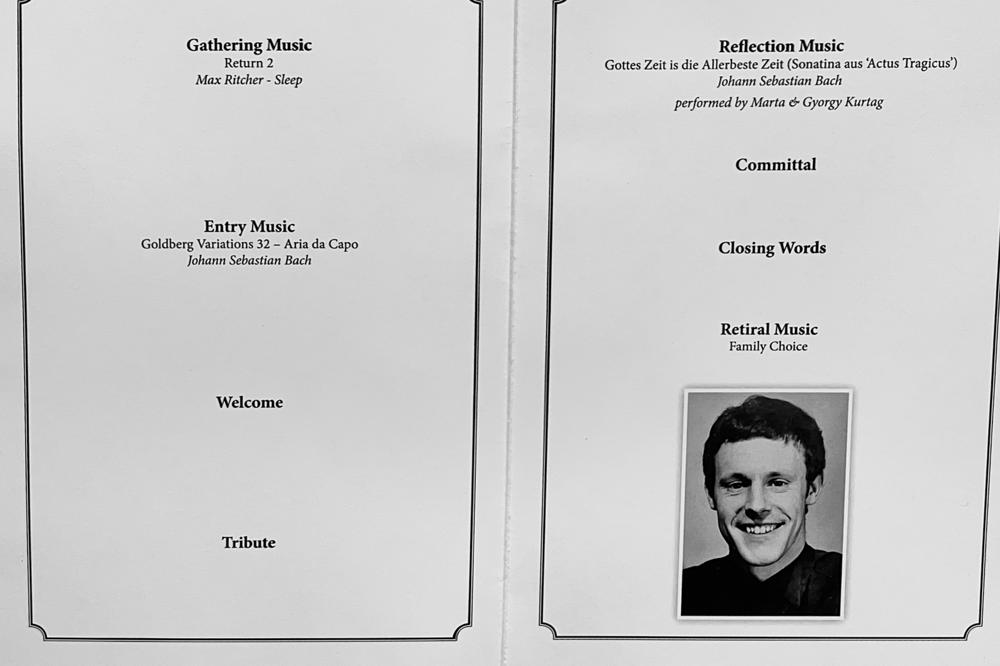 Gathering Music
Return 2
Max Ritcher - Sleep
Entry Music
Goldberg Variations 32 – Aria da Capo
Johann Sebastian Bach
Welcome
Tribute
Reflection Music
Gottes Zeit is die Allerbeste Zeit (Sonatina aus ‘Actus Tragicus’)
Johann Sebastian Bach
performed by Marta & Gyorgy Kurtag
Committal
Closing Words
Retiral Music
Family Choice